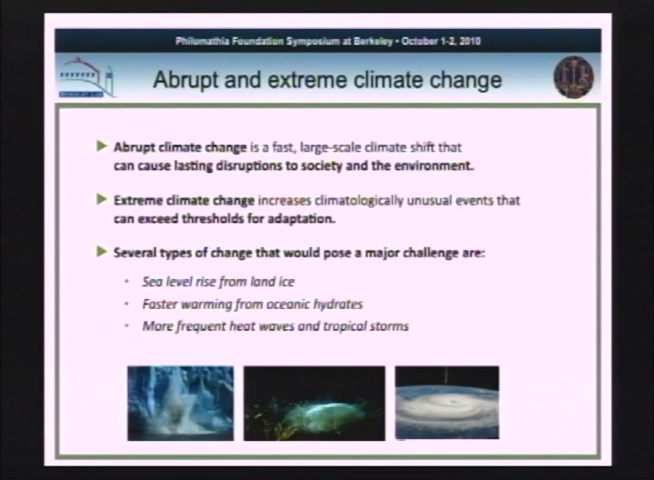 Philomathia Foundation Symposium at Berkeley • October 1-2, 2010
Abrupt and extreme climate change
Abrupt climate change is a fast, large-scale climate shift that
can cause lasting disruptions to society and the environment.
Extreme climate change increases climatologically unusual events that
can exceed thresholds for adaptation.
Several types of change that would pose a major challenge are:
• Sea level rise from land ice
• Faster warming from oceanic hydrates
• More frequent heat waves and tropical storms